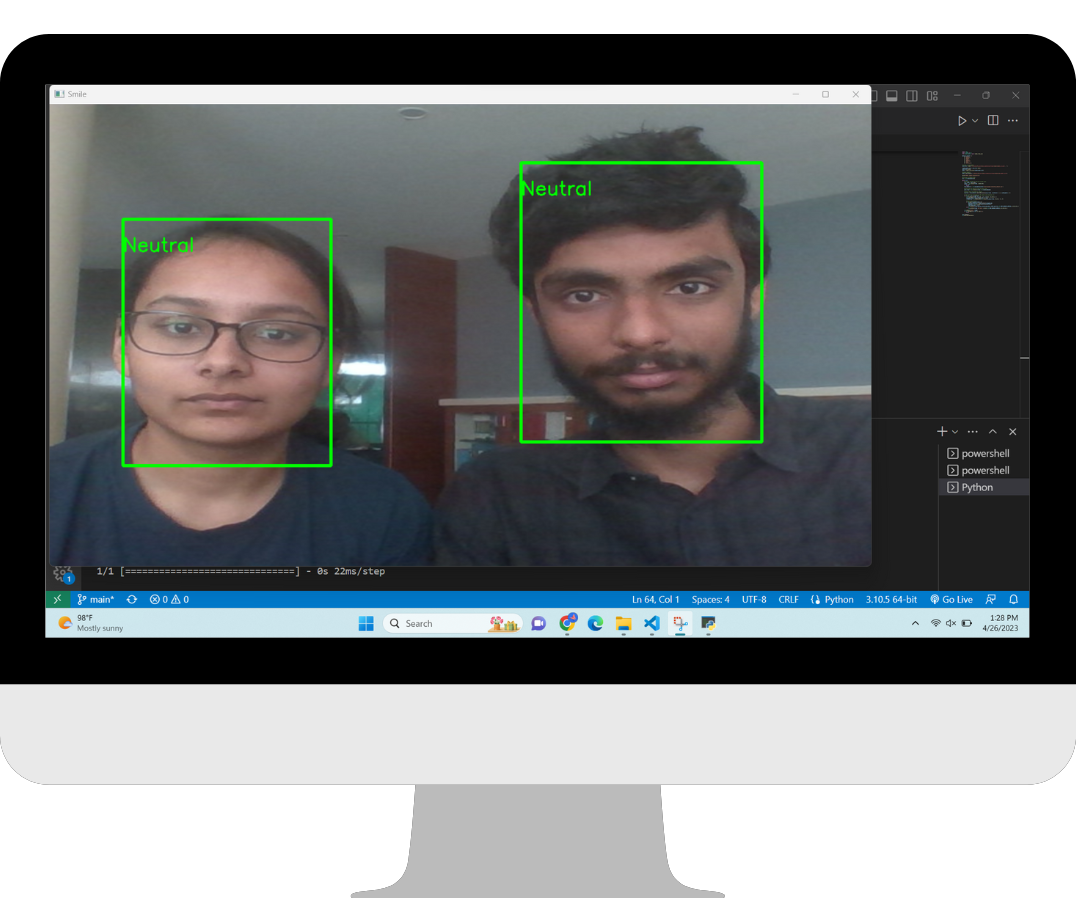 Smile
Neutral
Neutral
powershell
powershell
Python
1
1/1 [==============================] - 0s 22ms/step
main* 0 0 Ln 64, Col 1 Spaces: 4 UTF-8 CRLF Python 3.10.5 64-bit Go Live
98°F
Mostly sunny
Search
1:28 PM
4/26/2023